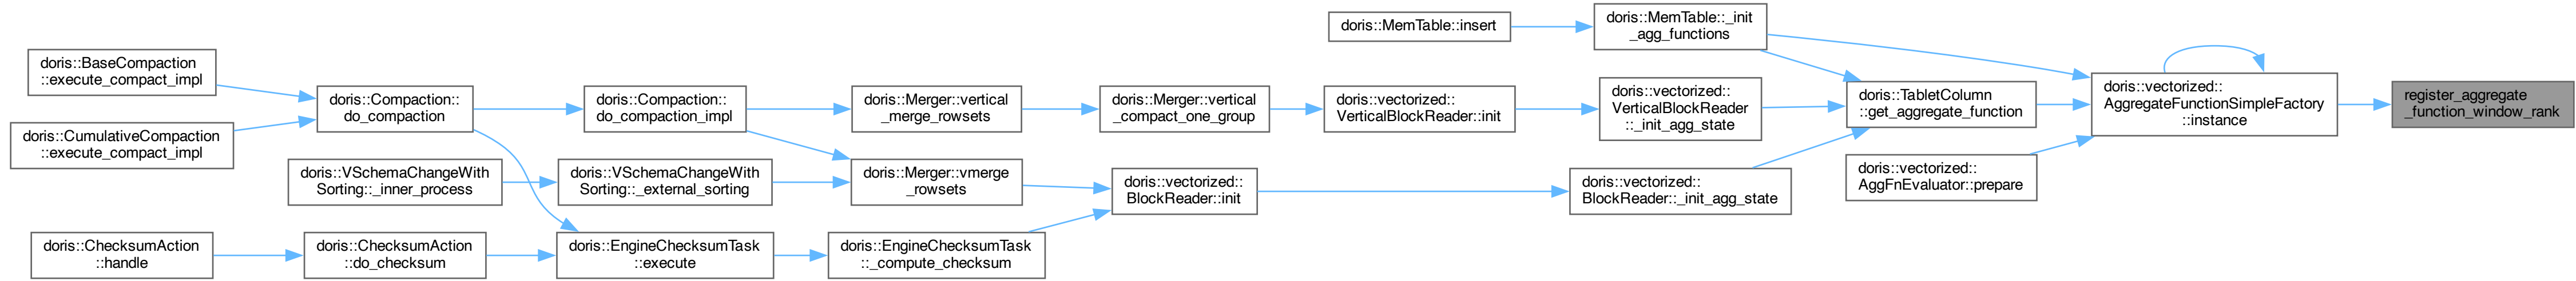 doris::MemTable::insert
doris::MemTable::_init
_agg_functions
doris::BaseCompaction
::execute_compact_impl
doris::CumulativeCompaction
::execute_compact_impl
doris::Compaction::
do_compaction
doris::Compaction::
do_compaction_impl
doris::Merger::vertical
_merge_rowsets
doris::Merger::vertical
_compact_one_group
doris::vectorized::
VerticalBlockReader::init
doris::vectorized::
VerticalBlockReader
::_init_agg_state
doris::TabletColumn
::get_aggregate_function
doris::vectorized::
AggregateFunctionSimpleFactory
::instance
register_aggregate
_function_window_rank
doris::VSchemaChangeWith
Sorting::_inner_process
doris::VSchemaChangeWith
Sorting::_external_sorting
doris::Merger::vmerge
_rowsets
doris::vectorized::
BlockReader::init
doris::vectorized::
BlockReader::_init_agg_state
doris::vectorized::
AggFnEvaluator::prepare
doris::ChecksumAction
::handle
doris::ChecksumAction
::do_checksum
doris::EngineChecksumTask
::execute
doris::EngineChecksumTask
::_compute_checksum